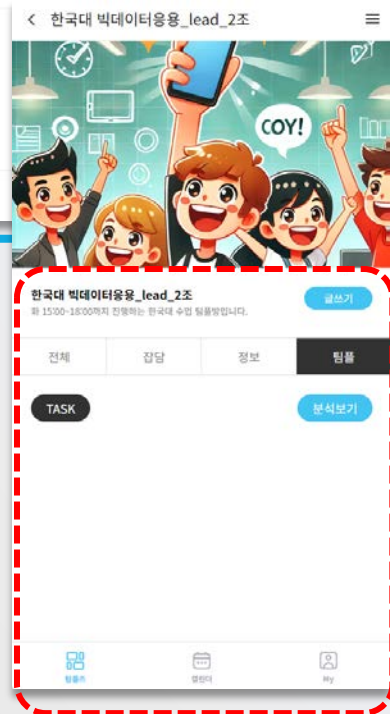 한국대 빅데이터응용_lead_2조
COY!
한국대 빅데이터응용_lead_2조
글쓰기
화 15:00-18:00까지 진행하는 한국대 수업 팀플방입니다.
전체
잡담
정보
팀플
TASK
분석보기
팀플즈
캘린더
My